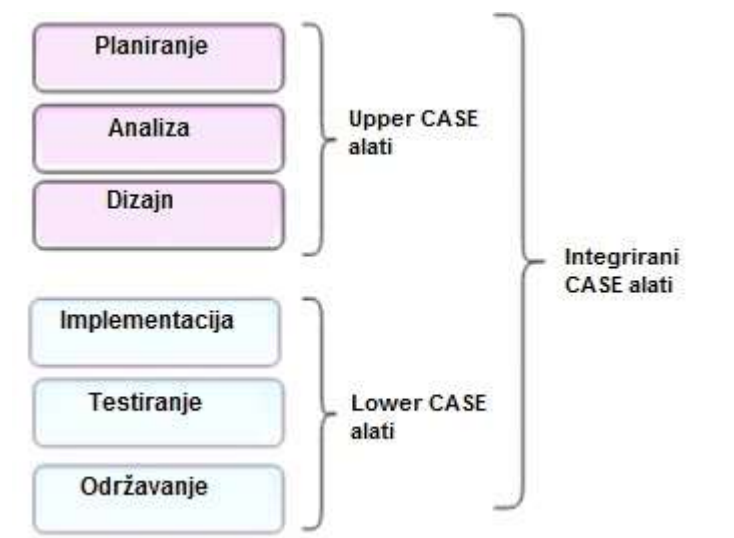 Planiranje
Analiza
Dizajn
Upper CASE
alati
Implementacija
Testiranje
Održavanje
Lower CASE
alati
Integrirani
CASE alati